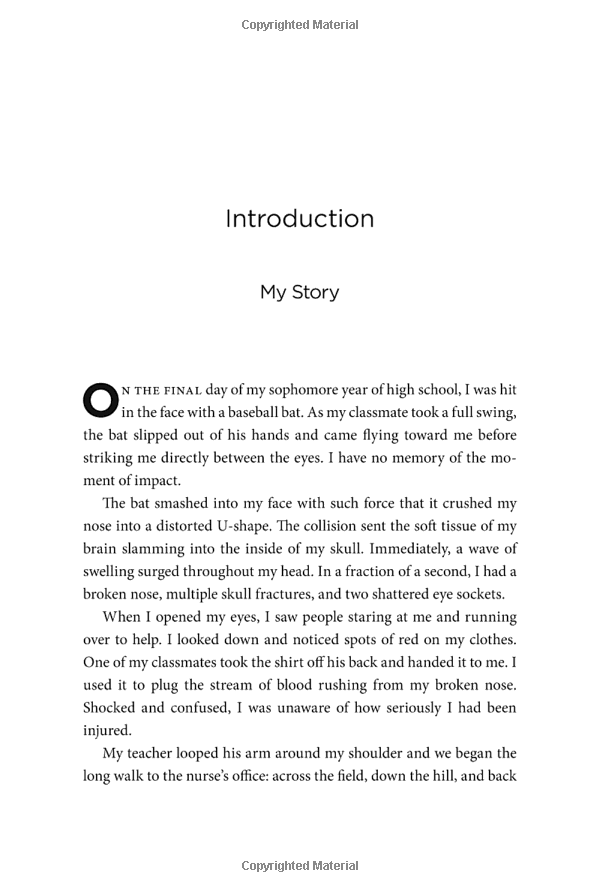 Copyrighted Material
Introduction
My Story
ON THE FINAL day of my sophomore year of high school, I was hit
in the face with a baseball bat. As my classmate took a full swing,
the bat slipped out of his hands and came flying toward me before
striking me directly between the eyes. I have no memory of the mo-
ment of impact.
The bat smashed into my face with such force that it crushed my
nose into a distorted U-shape. The collision sent the soft tissue of my
brain slamming into the inside of my skull. Immediately, a wave of
swelling surged throughout my head. In a fraction of a second, I had a
broken nose, multiple skull fractures, and two shattered eye sockets.
When I opened my eyes, I saw people staring at me and running
over to help. I looked down and noticed spots of red on my clothes.
One of my classmates took the shirt off his back and handed it to me. I
used it to plug the stream of blood rushing from my broken nose.
Shocked and confused, I was unaware of how seriously I had been
injured.
My teacher looped his arm around my shoulder and we began the
long walk to the nurse’s office: across the field, down the hill, and back
Copyrighted Material